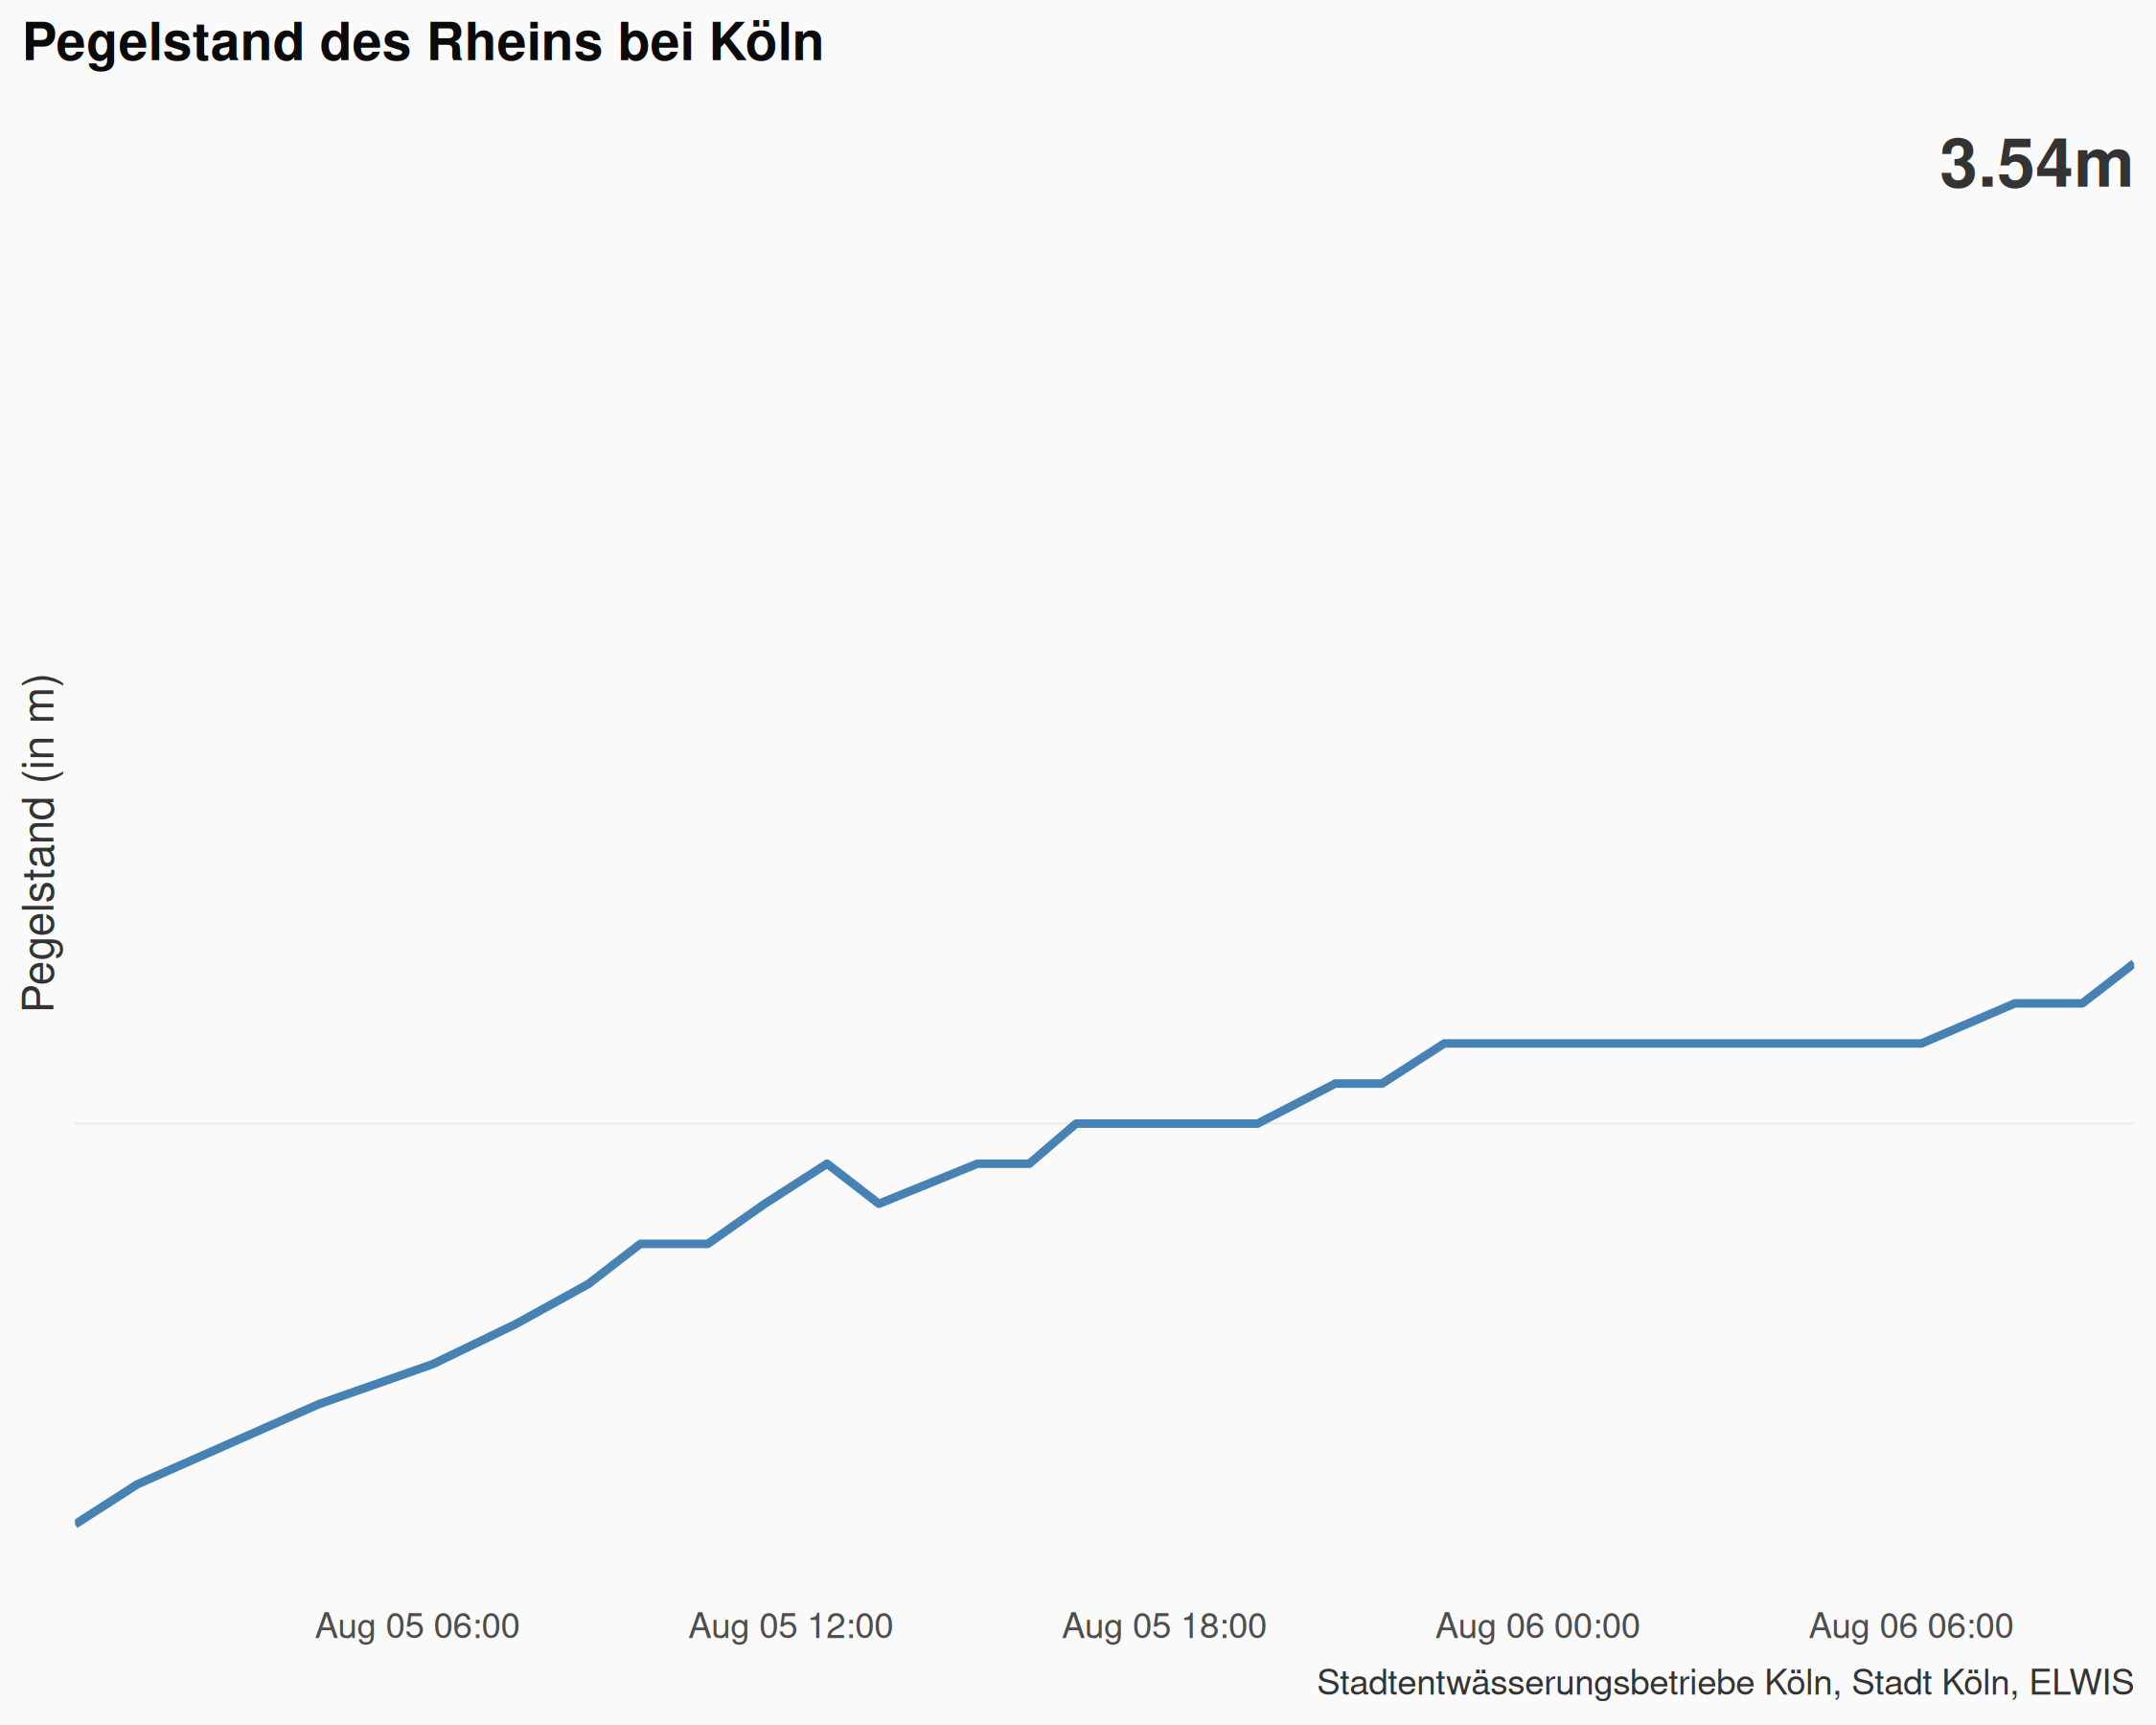 Pegelstand des Rheins bei Köln
3.54m
Pegelstand (in m)
Aug 05 06:00
Aug 05 12:00
Aug 05 18:00
Aug 06 00:00
Aug 06 06:00
Stadtentwässerungsbetriebe Köln, Stadt Köln, ELWIS